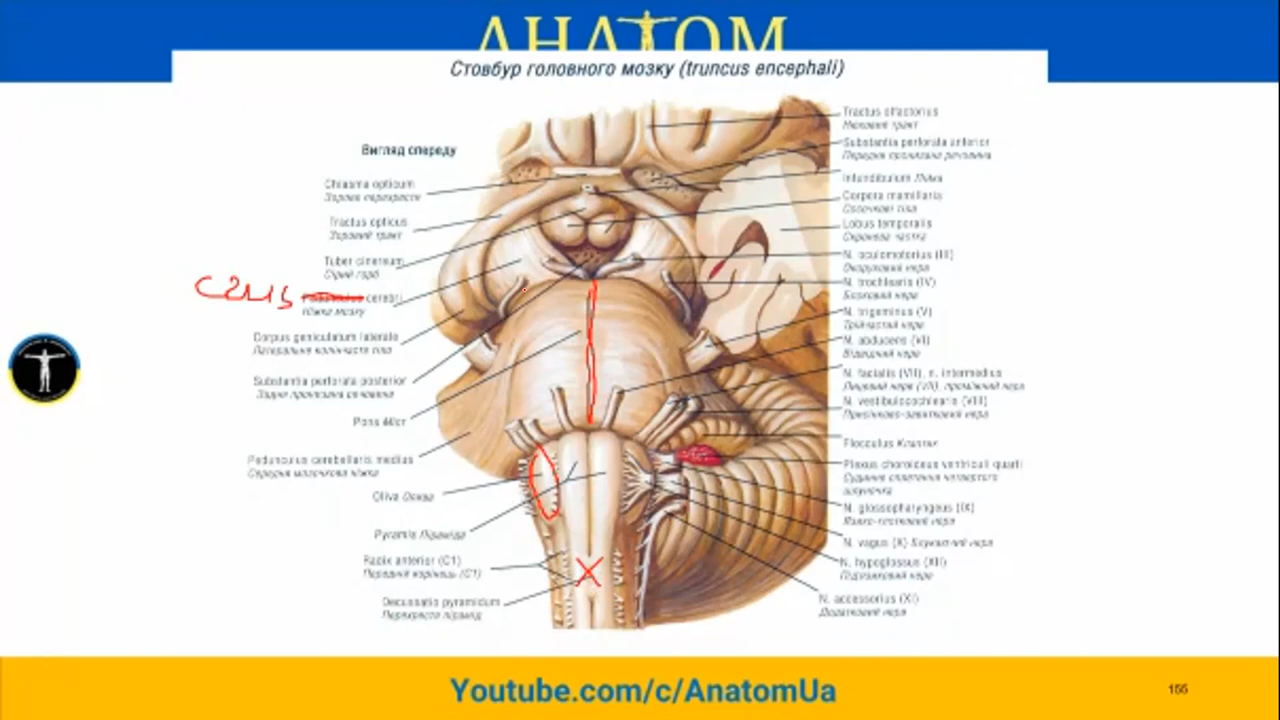 АНАТОМ
Стовбур головного мозку (truncus encephali)
Вигляд спереду
Chiasma opticum
Зорове перехрестя
Tractus opticus
Зоровий тракт
Tuber cinereum
Сірий горб
cerebri
Ніжка мозку
Corpus geniculatum laterale
Латеральне колінчасте тіло
Substantia perforata posterior
Задня пронизана речовина
Pons Міст
Pedunculus cerebellaris medius
Середня мозочкова ніжка
Oliva Олива
Pyramis Піраміда
Radix anterior (C1)
Передній корінець (C1)
Decussatio pyramidum
Перехрестя пірамід
Tractus olfactorius
Нюховий тракт
Substantia perforata anterior
Передня пронизана речовина
Infundibulum Лійка
Corpora mamillaria
Сосочкові тіла
Lobus temporalis
Скронева частка
N. oculomotorius (III)
Окоруховий нерв
N. trochlearis (IV)
Блоковий нерв
N. trigeminus (V)
Трійчастий нерв
N. abducens (VI)
Відвідний нерв
N. facialis (VII), n. intermedius
Лицевий нерв (VII), проміжний нерв
N. vestibulocochlearis (VIII)
Присінково-завитковий нерв
Flocculus Клаптик
Plexus choroideus ventriculi quarti
Судинне сплетення четвертого
шлуночка
N. glossopharyngeus (IX)
Язико-глотковий нерв
N. vagus (X) Блукаючий нерв
N. hypoglossus (XII)
Під'язиковий нерв
N. accessorius (XI)
Додатковий нерв
Youtube.com/c/AnatomUa
155